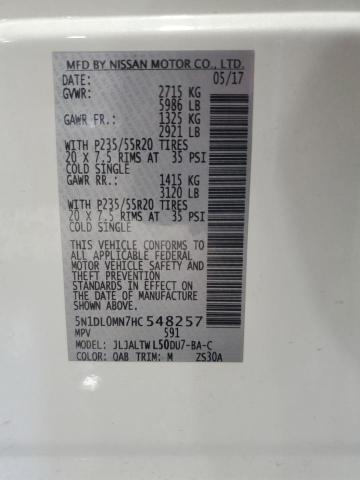 MFD BY NISSAN MOTOR CO., LTD.
DATE: 05/17
GVWR: 2715 KG
5986 LB
GAWR FR.: 1325 KG
2921 LB
WITH P235/55R20 TIRES
20 X 7.5 RIMS AT 35 PSI
COLD SINGLE
GAWR RR: 1415 KG
3120 LB
WITH P235/55R20 TIRES
20 X 7.5 RIMS AT 35 PSI
COLD SINGLE
THIS VEHICLE CONFORMS TO
ALL APPLICABLE FEDERAL
MOTOR VEHICLE SAFETY
AND THEFT PREVENTION
STANDARDS IN EFFECT ON
THE DATE OF MANUFACTURE
SHOWN ABOVE.
5N1DL0MN7HC548257
MPV 591
MODEL: JLJALTWL50DU7-BA-C
COLOR: QAB TRIM: M ZS30A